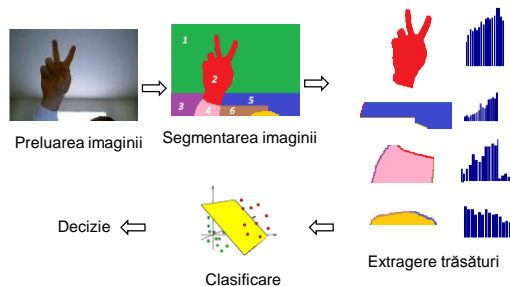 1
2
3
4
5
6
Preluarea imaginii
Segmentarea imaginii
Extragere trăsături
Clasificare
Decizie